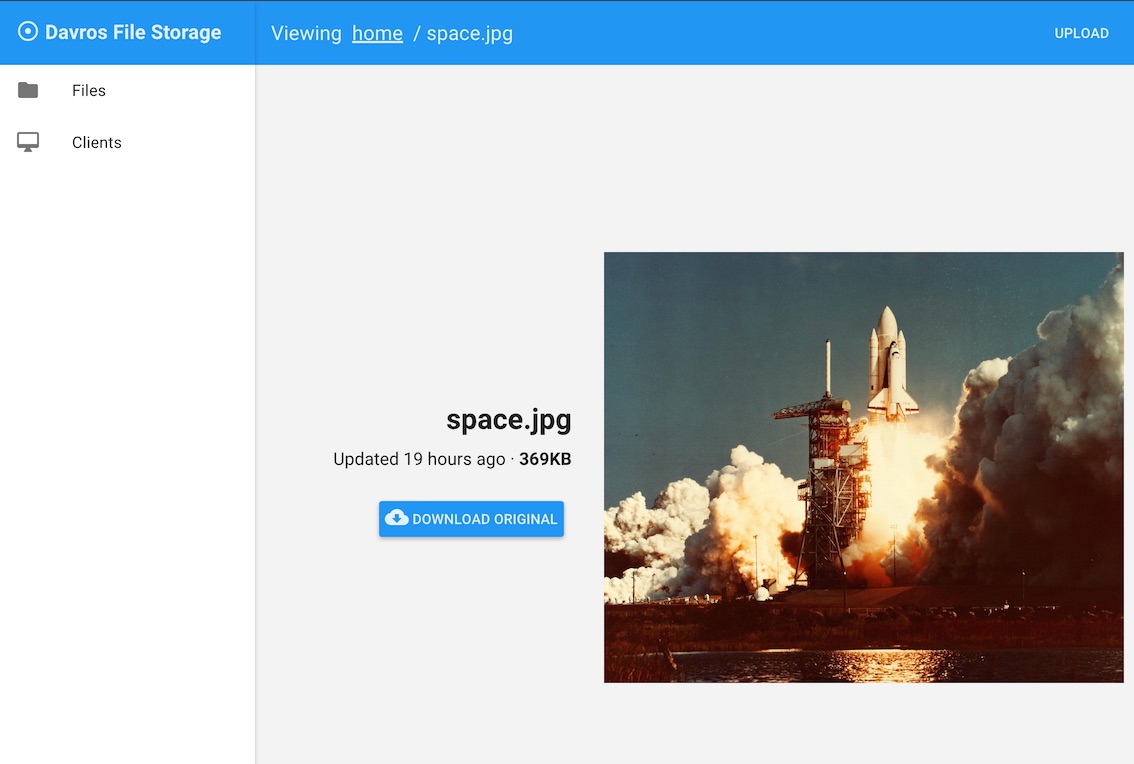 Davros File Storage
Viewing home / space.jpg
UPLOAD
Files
Clients
space.jpg
Updated 19 hours ago · 369KB
DOWNLOAD ORIGINAL